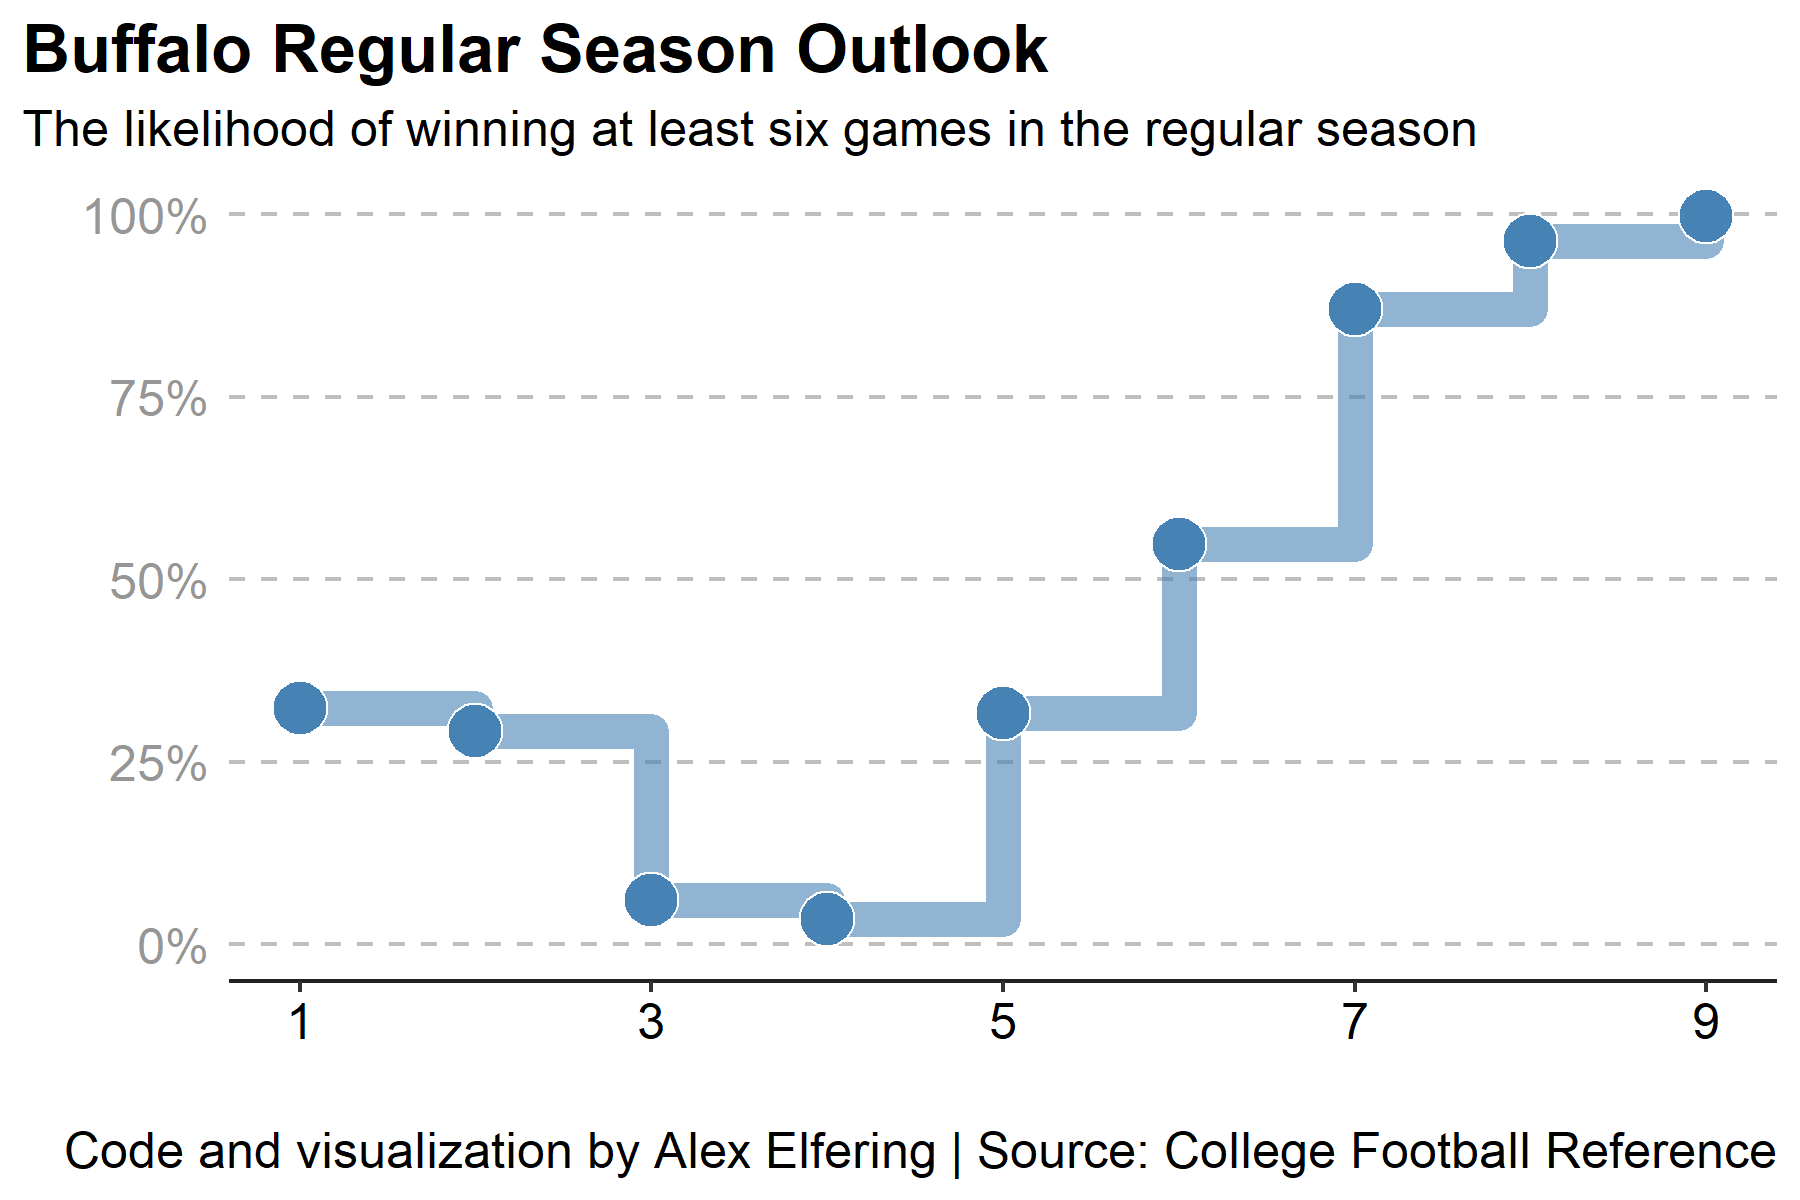 Buffalo Regular Season Outlook
The likelihood of winning at least six games in the regular season
100%
75%
50%
25%
0%
1 3 5 7 9
Code and visualization by Alex Elfering | Source: College Football Reference